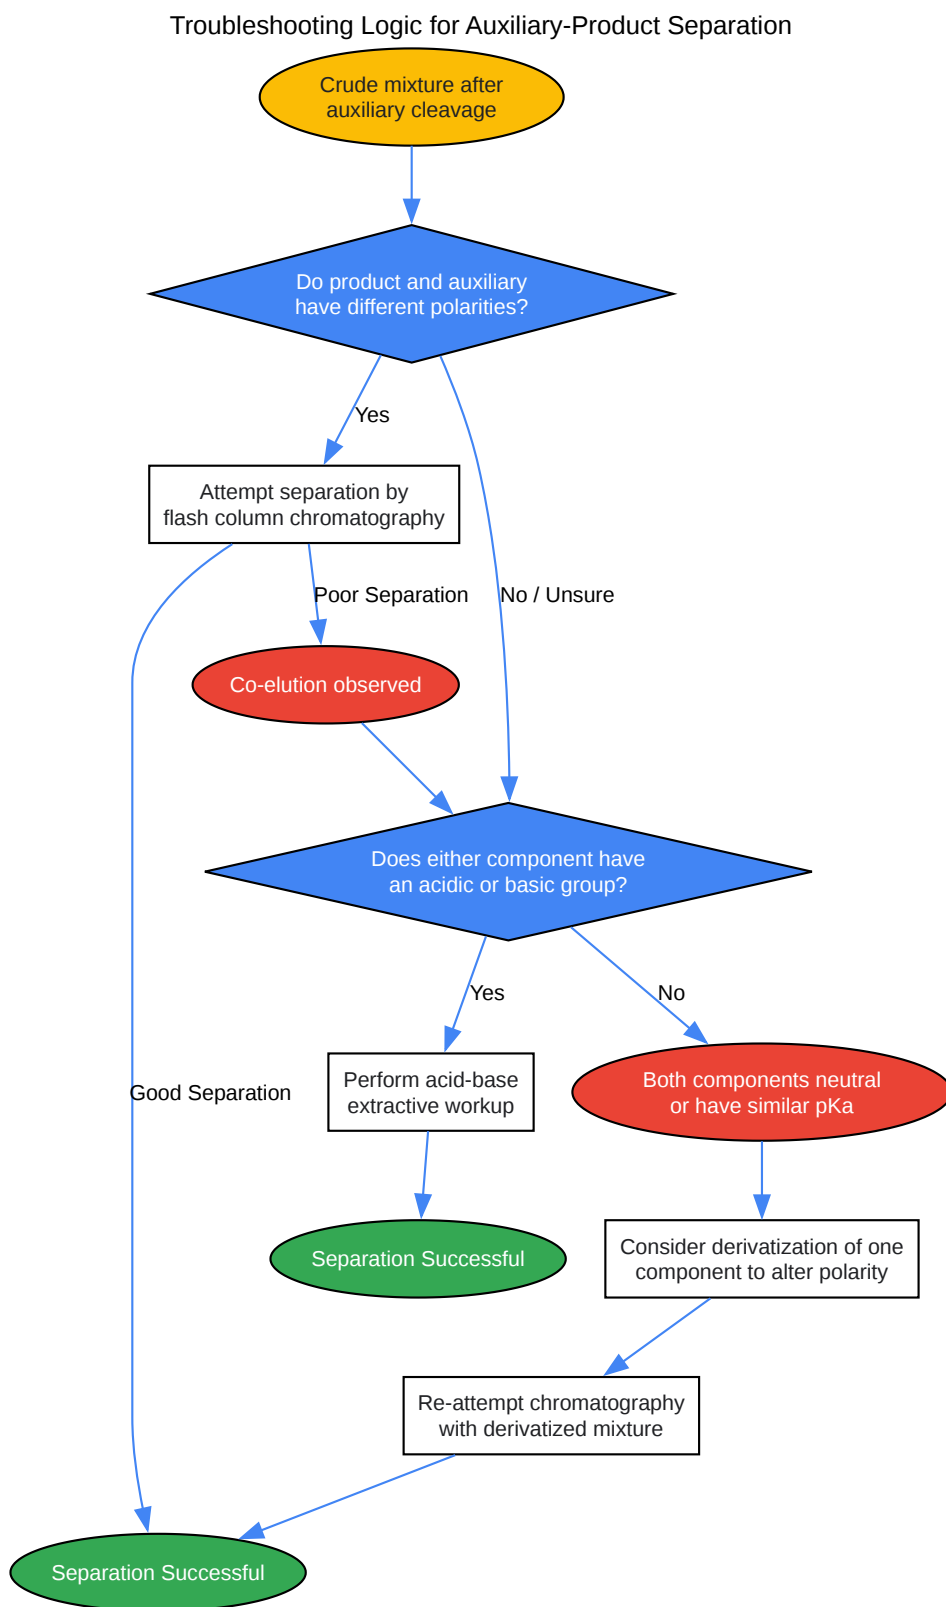 Troubleshooting Logic for Auxiliary-Product Separation
Crude mixture after
auxiliary cleavage
Do product and auxiliary
have different polarities?
Yes
Attempt separation by
flash column chromatography
Poor Separation
No / Unsure
Co-elution observed
Does either component have
an acidic or basic group?
Yes
No
Good Separation
Perform acid-base
extractive workup
Both components neutral
or have similar pKa
Separation Successful
Consider derivatization of one
component to alter polarity
Re-attempt chromatography
with derivatized mixture
Separation Successful